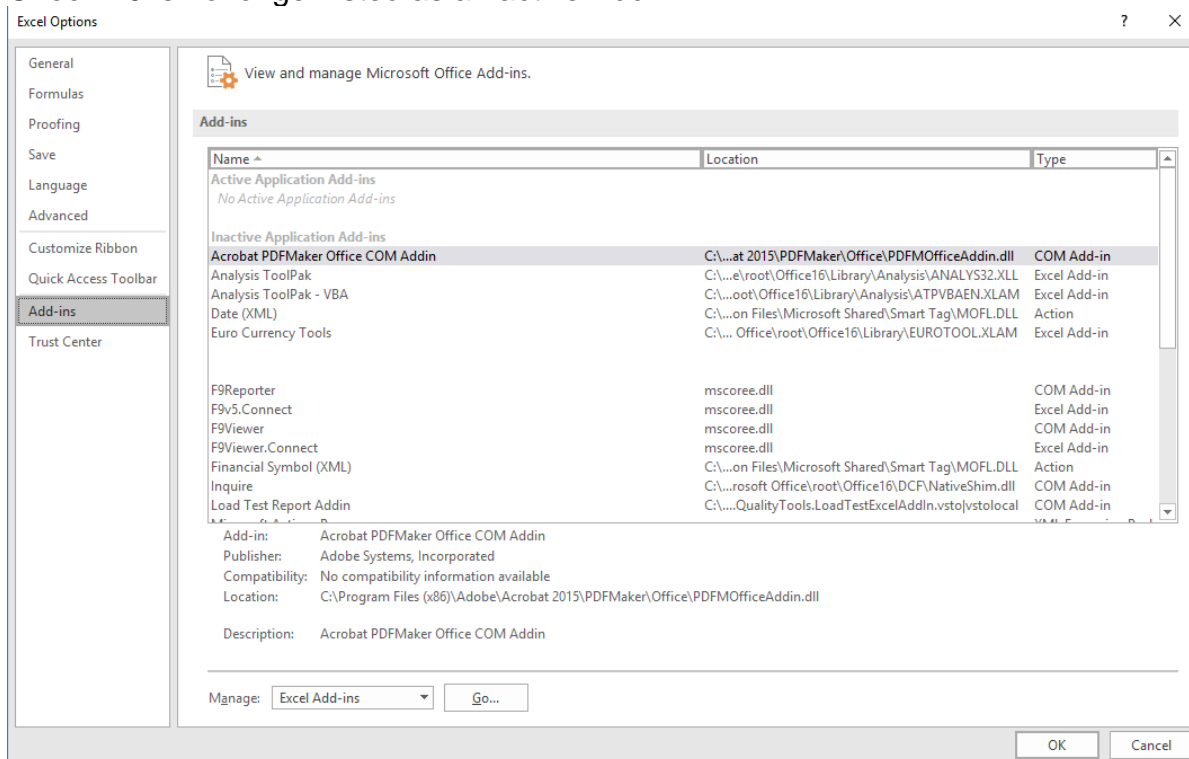 Excel Options ? ×
General
Formulas
Proofing
Save
Language
Advanced
Customize Ribbon
Quick Access Toolbar
Add-ins
Trust Center
View and manage Microsoft Office Add-ins.
Add-ins
Name Location Type
Active Application Add-ins
No Active Application Add-ins
Inactive Application Add-ins
Acrobat PDFMaker Office COM Addin C:\...at 2015\PDFMaker\Office\PDFMOfficeAddin.dll COM Add-in
Analysis ToolPak C:\...e\root\Office16\Library\Analysis\ANALYS32.XLL Excel Add-in
Analysis ToolPak - VBA C:\...oot\Office16\Library\Analysis\ATPVBAEN.XLAM Excel Add-in
Date (XML) C:\...on Files\Microsoft Shared\Smart Tag\MOFL.DLL Action
Euro Currency Tools C:\... Office\root\Office16\Library\EUROTOOL.XLAM Excel Add-in
F9Reporter mscoree.dll COM Add-in
F9v5.Connect mscoree.dll Excel Add-in
F9Viewer mscoree.dll COM Add-in
F9Viewer.Connect mscoree.dll Excel Add-in
Financial Symbol (XML) C:\...on Files\Microsoft Shared\Smart Tag\MOFL.DLL Action
Inquire C:\...rosoft Office\root\Office16\DCF\NativeShim.dll COM Add-in
Load Test Report Addin C:\....QualityTools.LoadTestExcelAddIn.vsto|vstolocal COM Add-in
Add-in: Acrobat PDFMaker Office COM Addin
Publisher: Adobe Systems, Incorporated
Compatibility: No compatibility information available
Location: C:\Program Files (x86)\Adobe\Acrobat 2015\PDFMaker\Office\PDFMOfficeAddin.dll
Description: Acrobat PDFMaker Office COM Addin
Manage: Excel Add-ins Go...
OK Cancel